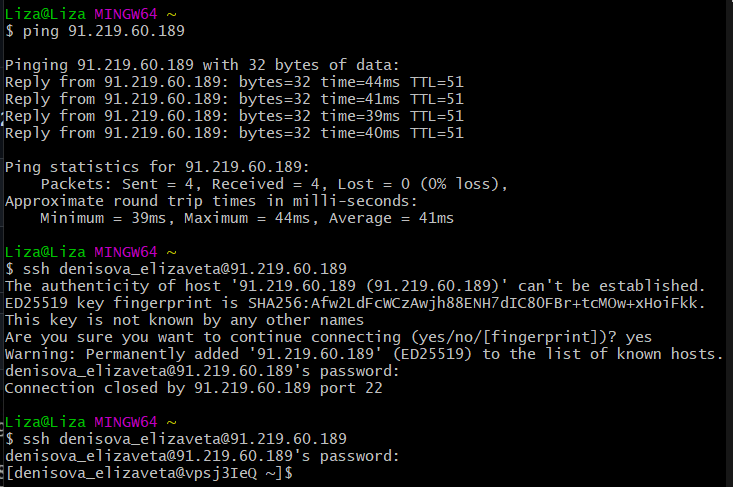 Liza@Liza MINGW64 ~
$ ping 91.219.60.189
Pinging 91.219.60.189 with 32 bytes of data:
Reply from 91.219.60.189: bytes=32 time=44ms TTL=51
Reply from 91.219.60.189: bytes=32 time=41ms TTL=51
Reply from 91.219.60.189: bytes=32 time=39ms TTL=51
Reply from 91.219.60.189: bytes=32 time=40ms TTL=51
Ping statistics for 91.219.60.189:
    Packets: Sent = 4, Received = 4, Lost = 0 (0% loss),
Approximate round trip times in milli-seconds:
    Minimum = 39ms, Maximum = 44ms, Average = 41ms
Liza@Liza MINGW64 ~
$ ssh denisova_elizaveta@91.219.60.189
The authenticity of host '91.219.60.189 (91.219.60.189)' can't be established.
ED25519 key fingerprint is SHA256:Afw2LdFcWCzAwjh88ENH7dIC8OFBr+tcMOw+xHoiFkk.
This key is not known by any other names
Are you sure you want to continue connecting (yes/no/[fingerprint])? yes
Warning: Permanently added '91.219.60.189' (ED25519) to the list of known hosts.
denisova_elizaveta@91.219.60.189's password:
Connection closed by 91.219.60.189 port 22
Liza@Liza MINGW64 ~
$ ssh denisova_elizaveta@91.219.60.189
denisova_elizaveta@91.219.60.189's password:
[denisova_elizaveta@vpsj3IeQ ~]$